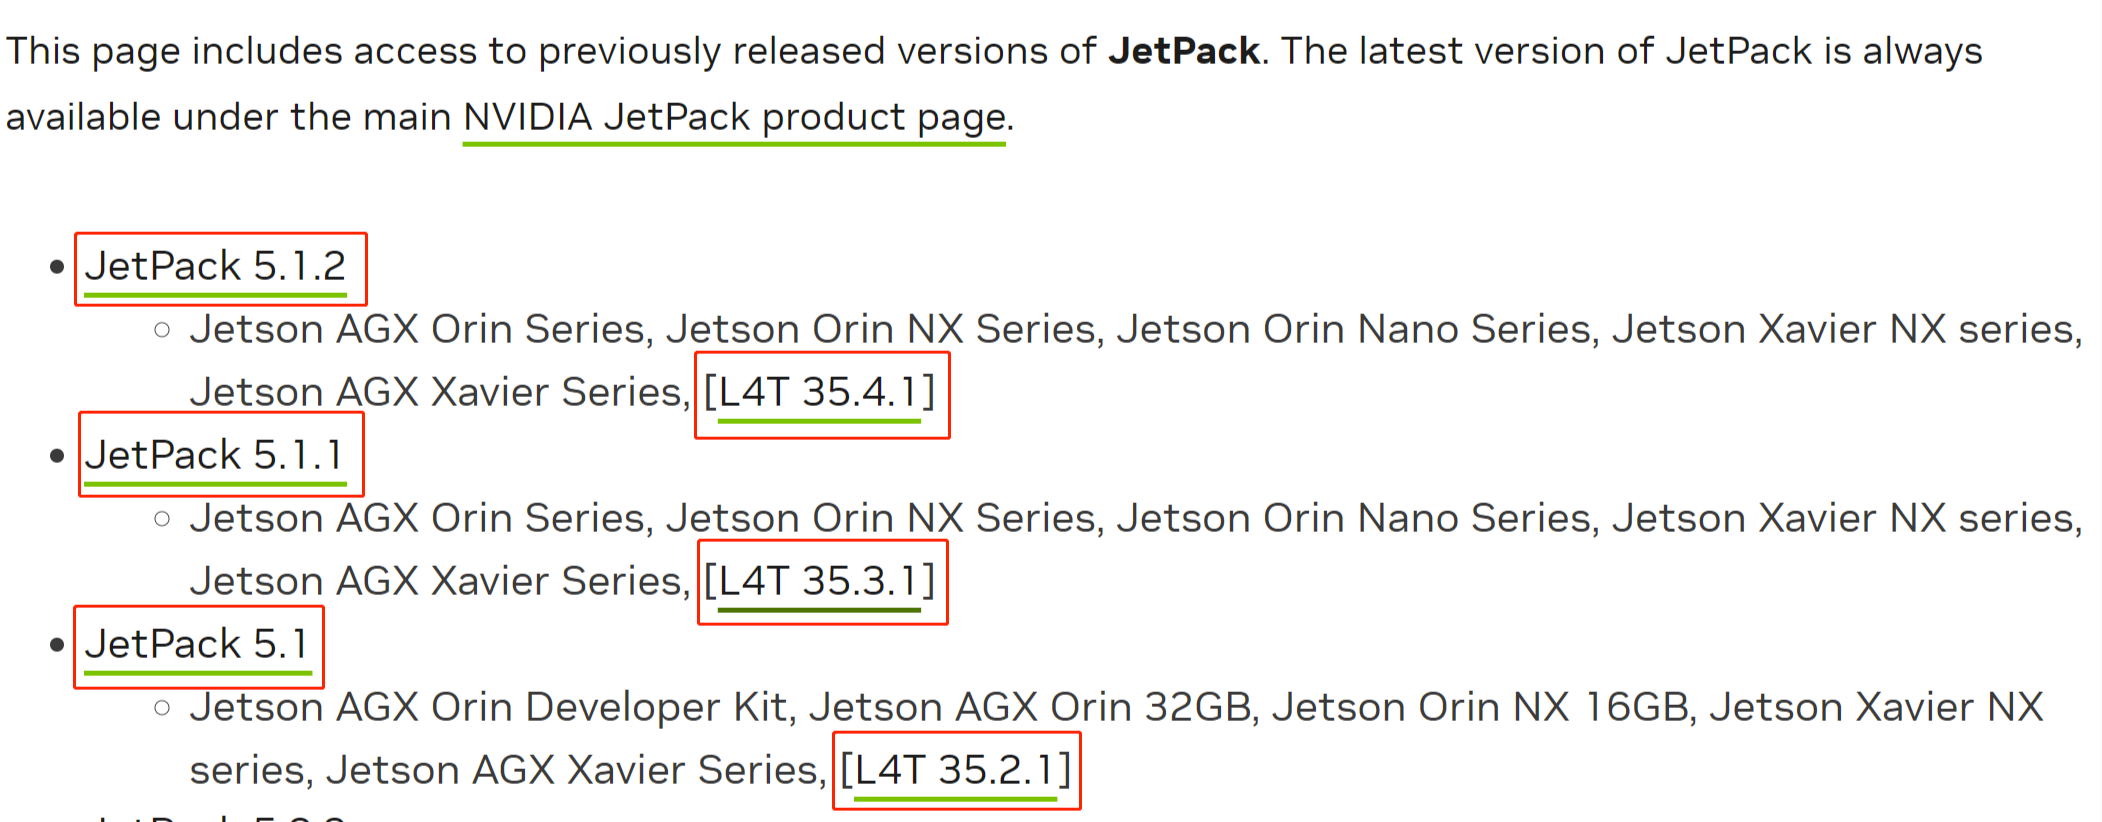 This page includes access to previously released versions of JetPack. The latest version of JetPack is always
available under the main NVIDIA JetPack product page.
• JetPack 5.1.2
○ Jetson AGX Orin Series, Jetson Orin NX Series, Jetson Orin Nano Series, Jetson Xavier NX series,
Jetson AGX Xavier Series, [L4T 35.4.1]
• JetPack 5.1.1
○ Jetson AGX Orin Series, Jetson Orin NX Series, Jetson Orin Nano Series, Jetson Xavier NX series,
Jetson AGX Xavier Series, [L4T 35.3.1]
• JetPack 5.1
○ Jetson AGX Orin Developer Kit, Jetson AGX Orin 32GB, Jetson Orin NX 16GB, Jetson Xavier NX
series, Jetson AGX Xavier Series, [L4T 35.2.1]